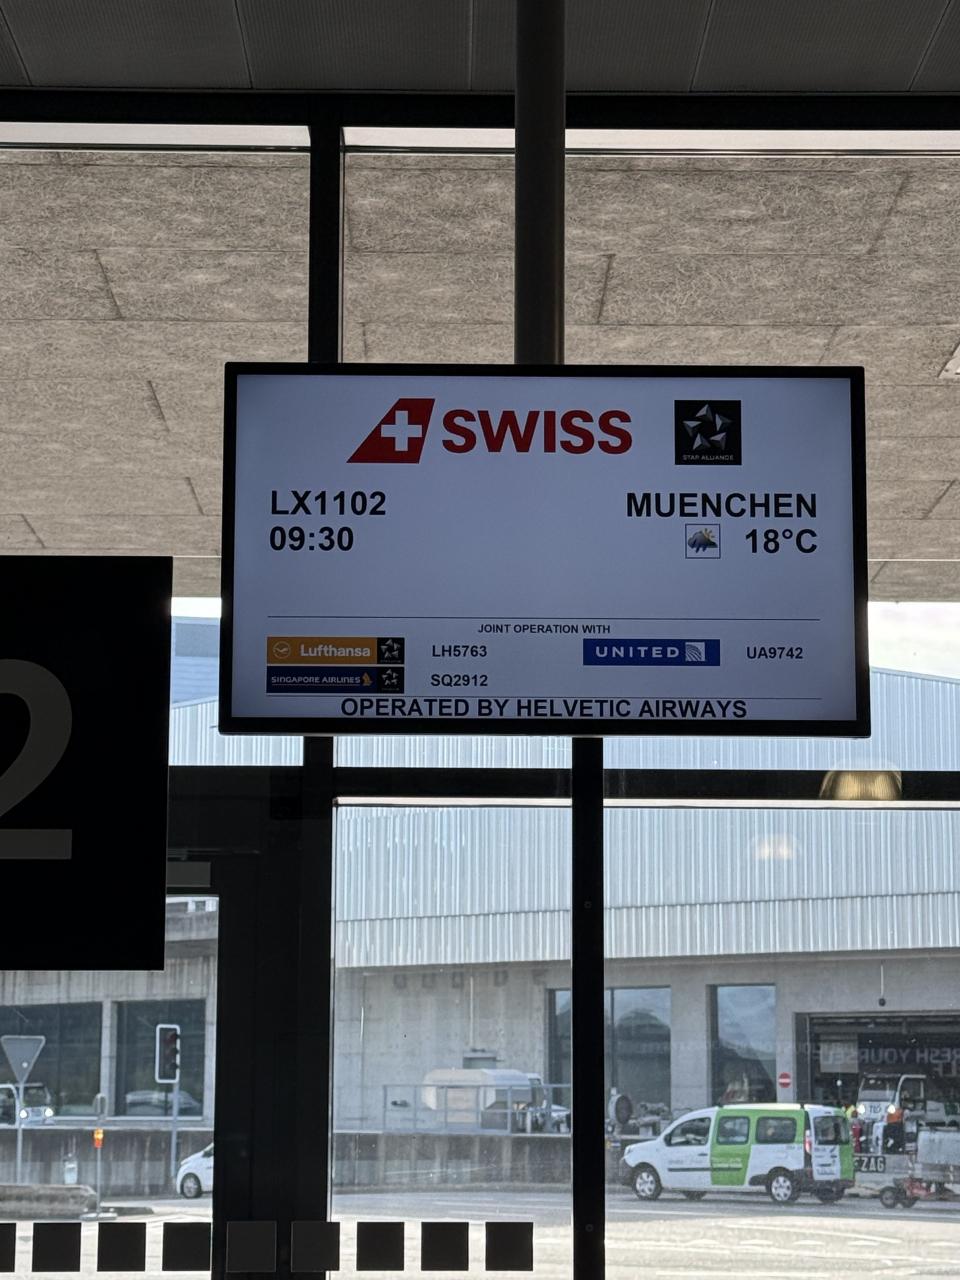 SWISS
STAR ALLIANCE
LX1102
MUENCHEN
09:30
18°C
JOINT OPERATION WITH
Lufthansa
LH5763
UNITED
UA9742
SINGAPORE AIRLINES
SQ2912
OPERATED BY HELVETIC AIRWAYS
2